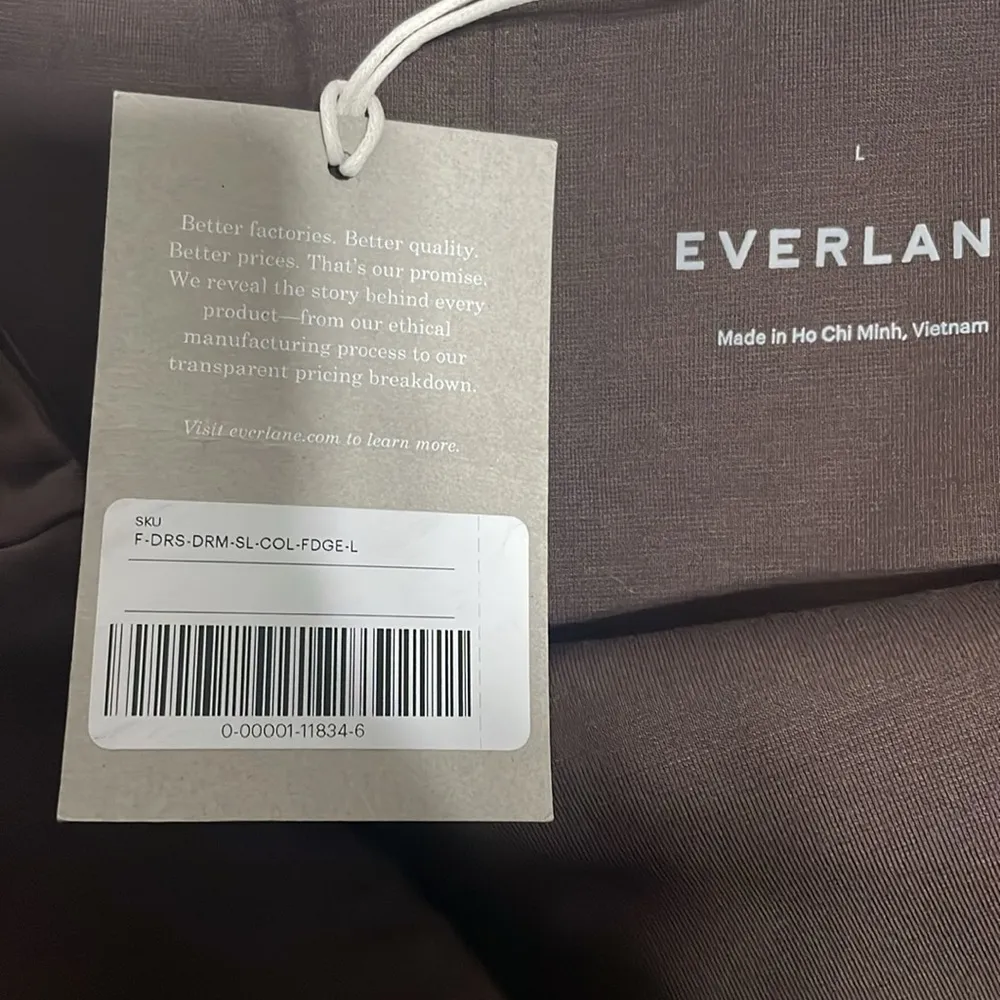 Better factories. Better quality.
Better prices. That's our promise.
We reveal the story behind every
product—from our ethical
manufacturing process to our
transparent pricing breakdown.
Visit everlane.com to learn more.
SKU
F-DRS-DRM-SL-COL-FDGE-L
0-00001-11834-6
L
EVERLAN
Made in Ho Chi Minh, Vietnam